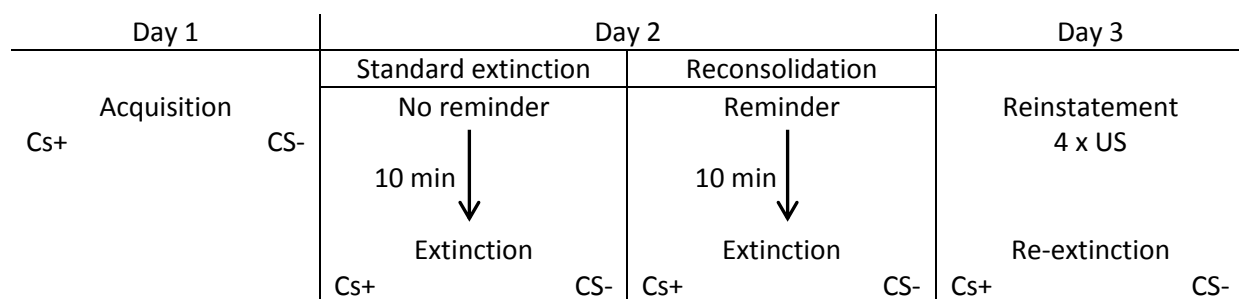 Day 1 Day 2 Day 3
Standard extinction Reconsolidation
Acquisition No reminder Reminder Reinstatement
Cs+ CS- 4 x US
10 min 10 min
Extinction Extinction Re-extinction
Cs+ CS- Cs+ CS- Cs+ CS-